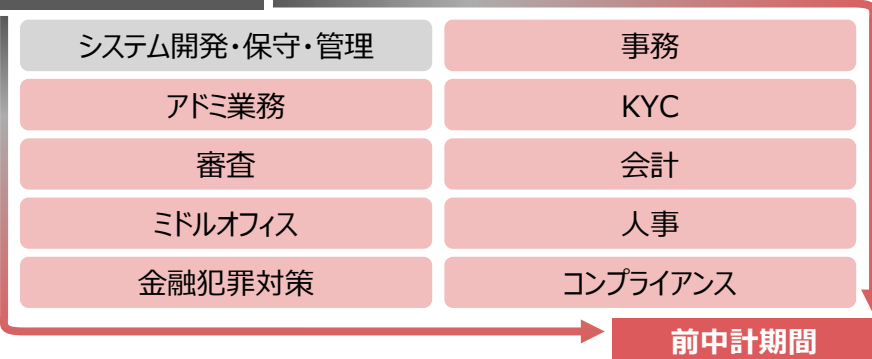 システム開発・保守・管理
事務
アドミ業務
KYC
審査
会計
ミドルオフィス
人事
金融犯罪対策
コンプライアンス
前中計期間